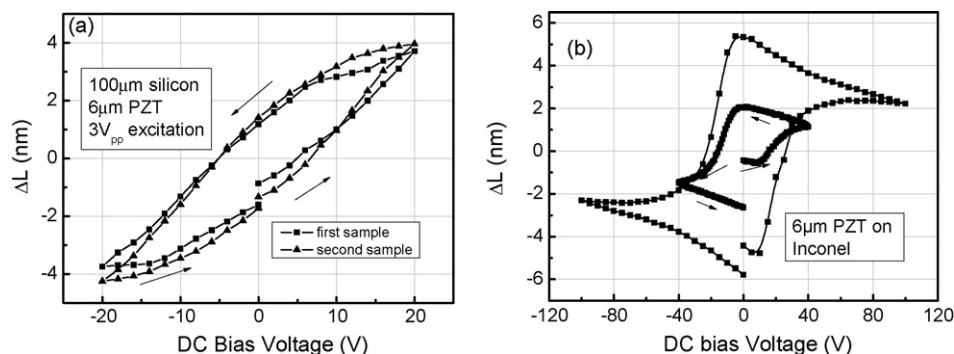 (a)
100µm silicon
6µm PZT
3Vpp excitation
first sample
second sample
ΔL (nm)
4
2
0
-2
-4
-20
-10
0
10
20
DC Bias Voltage (V)
(b)
6µm PZT on
Inconel
ΔL (nm)
6
4
2
0
-2
-4
-6
-120
-80
-40
0
40
80
120
DC bias Voltage (V)